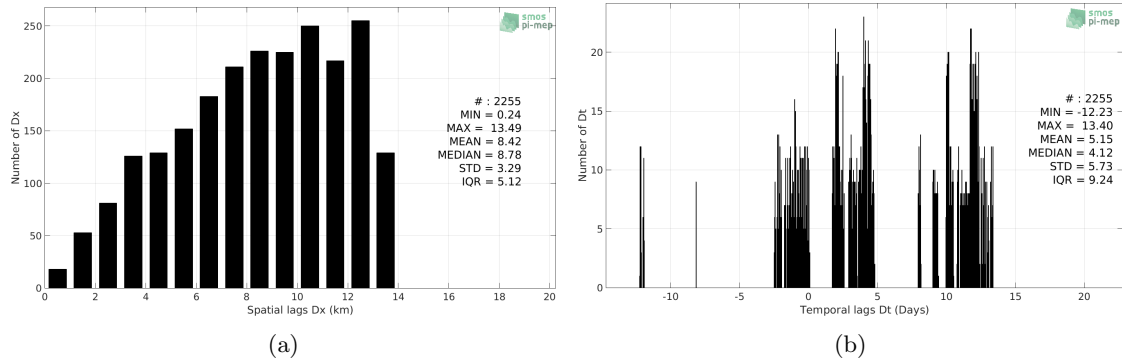 smos
pi-mep
250
200
150
100
50
0
Number of Dx
# : 2255
MIN = 0.24
MAX = 13.49
MEAN = 8.42
MEDIAN = 8.78
STD = 3.29
IQR = 5.12
0 2 4 6 8 10 12 14 16 18 20
Spatial lags Dx (km)
(a)
smos
pi-mep
20
15
10
5
0
Number of Dt
# : 2255
MIN = -12.23
MAX = 13.40
MEAN = 5.15
MEDIAN = 4.12
STD = 5.73
IQR = 9.24
-10 -5 0 5 10 15 20
Temporal lags Dt (Days)
(b)